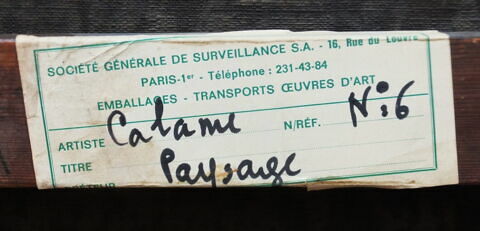 SOCIÉTÉ GÉNÉRALE DE SURVEILLANCE S.A. - 16, Rue du Louvre
PARIS-1er - Téléphone : 231-43-84
EMBALLAGES - TRANSPORTS ŒUVRES D'ART
ARTISTE Calame N/RÉF. N:6
TITRE Paysage